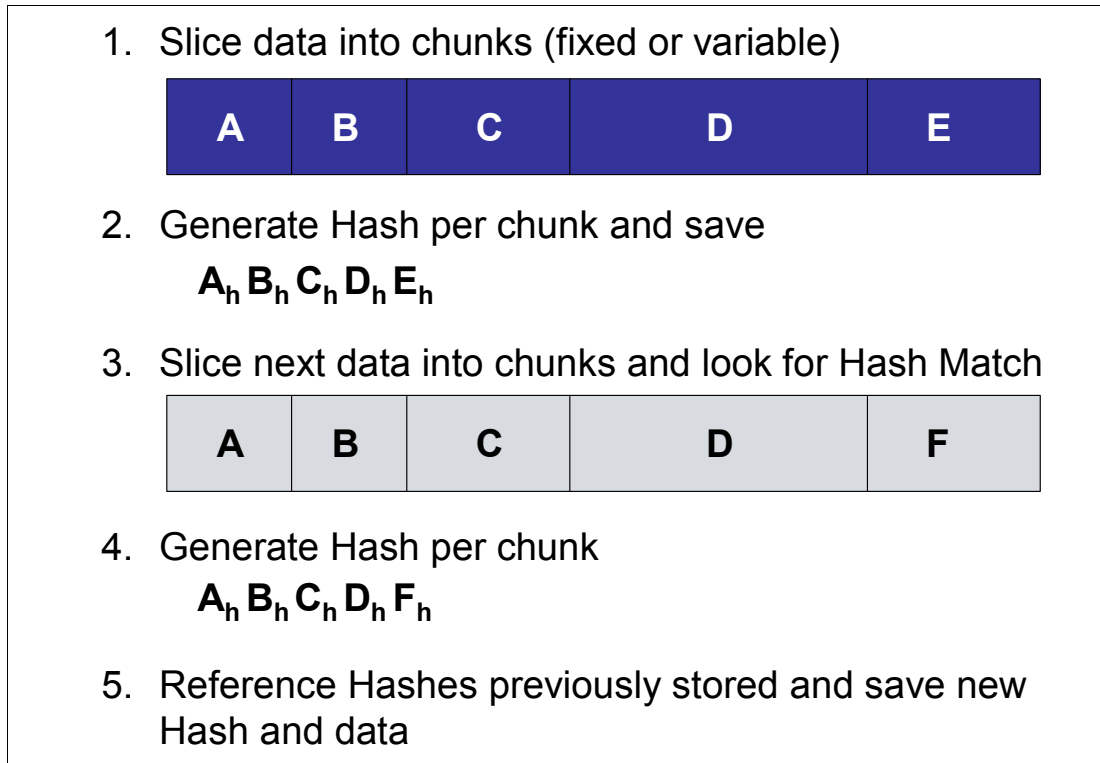 1. Slice data into chunks (fixed or variable)
A B C D E
2. Generate Hash per chunk and save
Aₕ Bₕ Cₕ Dₕ Eₕ
3. Slice next data into chunks and look for Hash Match
A B C D F
4. Generate Hash per chunk
Aₕ Bₕ Cₕ Dₕ Fₕ
5. Reference Hashes previously stored and save new
Hash and data